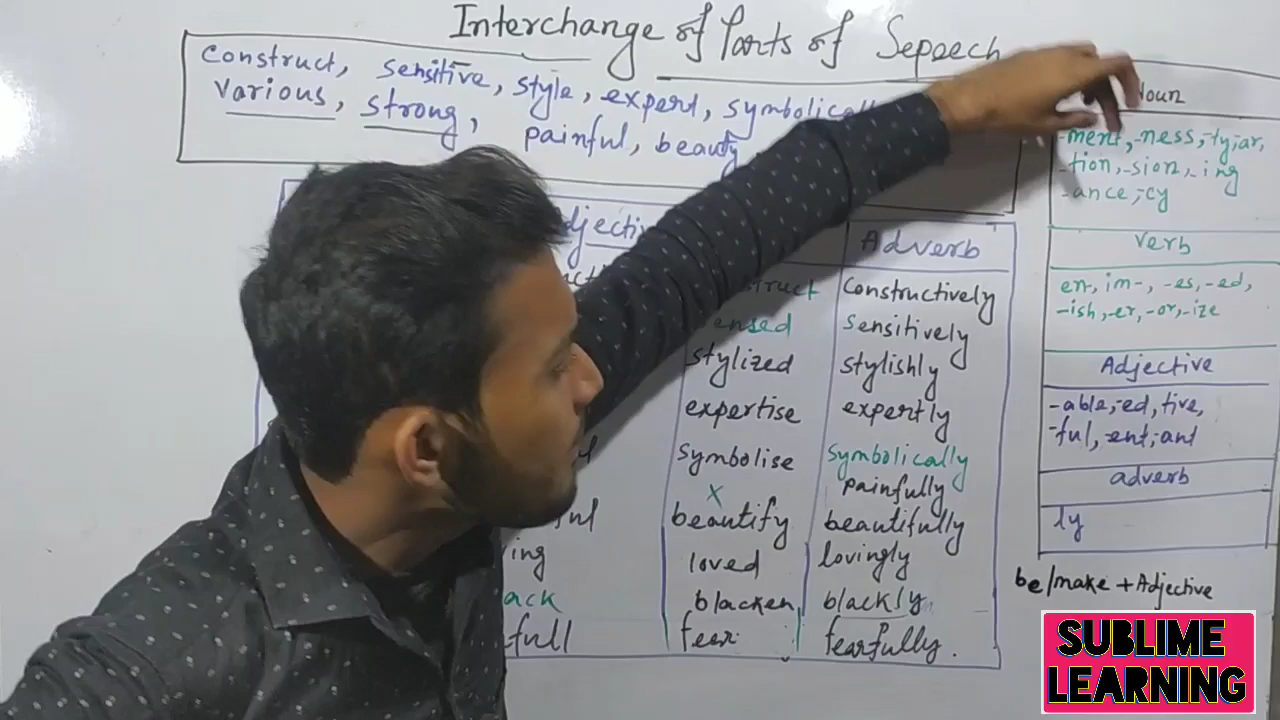 Interchange of Parts of Sepeech
construct, sensitive, style, expert, symbolically
various, strong, painful, beauty
Adverb
constructively
sensed sensitively
stylized stylishly
expertise expertly
symbolise symbolically
x painfully
beautify beautifully
loved lovingly
blacken blackly
fear fearfully.
Noun
-ment, -ness, -ty, -ar,
-tion, -sion, -ing
-ance, -cy
Verb
en-, im-, -es, -ed,
-ish, -er, -or, -ize
Adjective
-able, -ed, tive,
-ful, -ent, -ant
adverb
ly
be/make + Adjective
SUBLIME
LEARNING